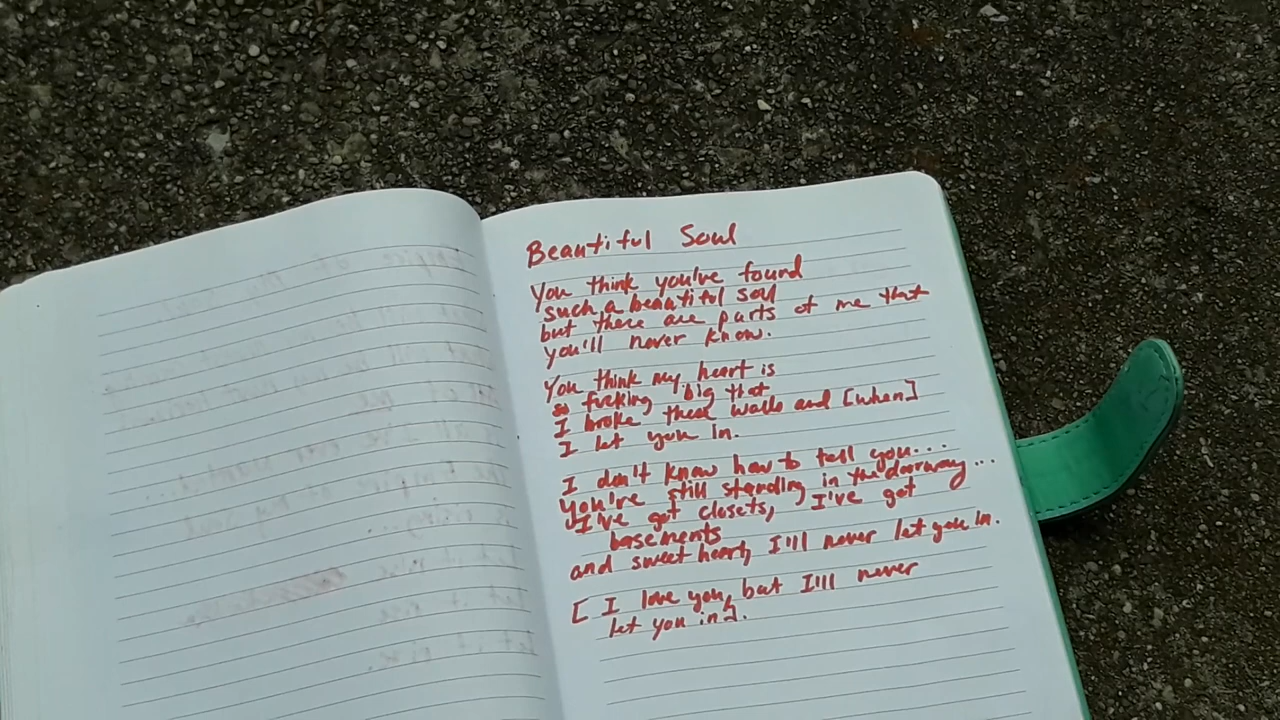 Beautiful Soul
You think you've found
such a beautiful soul
but there are parts of me that
you'll never know.
You think my heart is
so fucking big that
I broke these walls and [when]
I let you in.
I don't know how to tell you...
You're still standing in the doorway...
I've got closets, I've got
basements
and sweetheart, I'll never let you in.
[I love you, but I'll never
let you in].